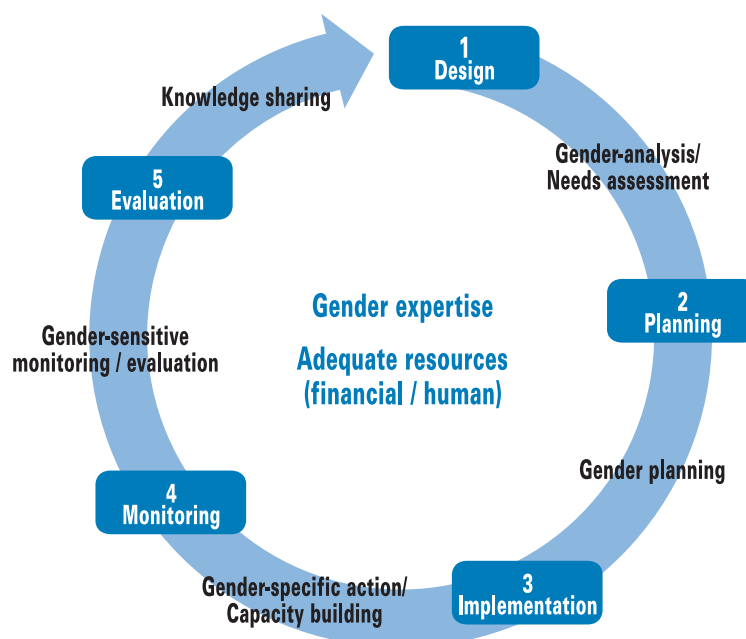 1
Design
Gender-analysis/
Needs assessment
2
Planning
Gender planning
3
Implementation
Gender-specific action/
Capacity building
4
Monitoring
Gender-sensitive
monitoring / evaluation
5
Evaluation
Knowledge sharing
Gender expertise
Adequate resources
(financial / human)